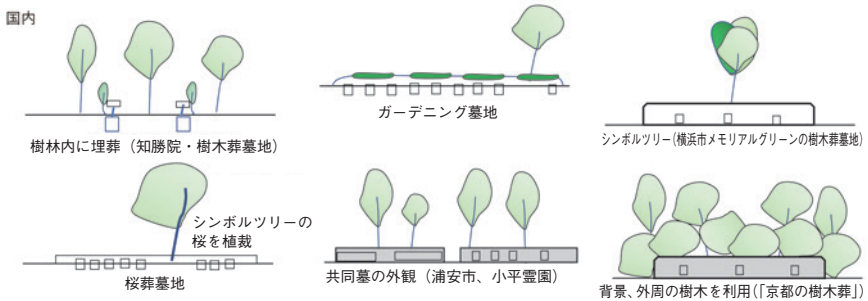 国内
樹林内に埋葬（知勝院・樹木葬墓地）
ガーデニング墓地
シンボルツリー（横浜市メモリアルグリーンの樹木葬墓地）
シンボルツリーの
桜を植栽
桜葬墓地
共同墓の外観（浦安市、小平霊園）
背景、外周の樹木を利用（「京都の樹木葬」）